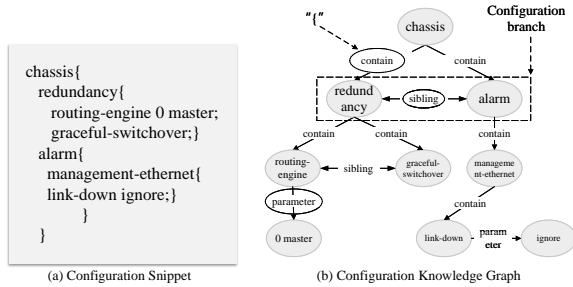 chassis{
redundancy{
routing-engine 0 master;
graceful-switchover;}
alarm{
management-ethernet{
link-down ignore;}
}
}
(a) Configuration Snippet
"{"
chassis
Configuration
branch
contain
contain
redund
ancy
sibling
alarm
contain
contain
contain
routing-
engine
sibling
graceful-
switchover
manageme
nt-ethernet
parameter
contain
0 master
link-down
param
eter
ignore
(b) Configuration Knowledge Graph